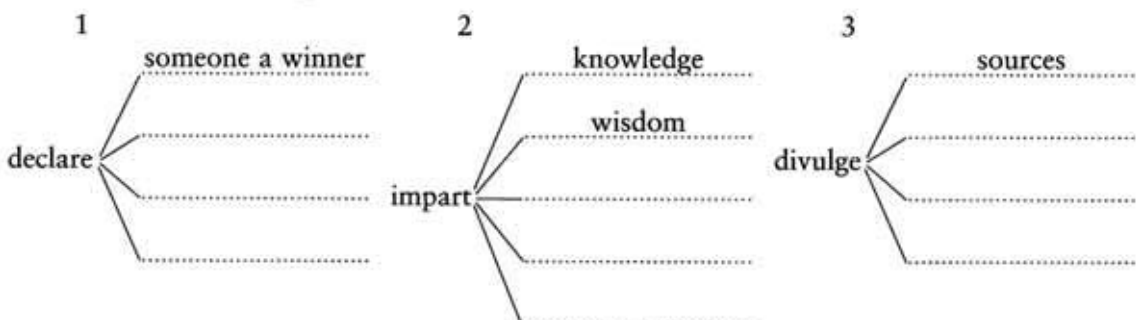 1
someone a winner
declare
2
knowledge
wisdom
impart
3
sources
divulge